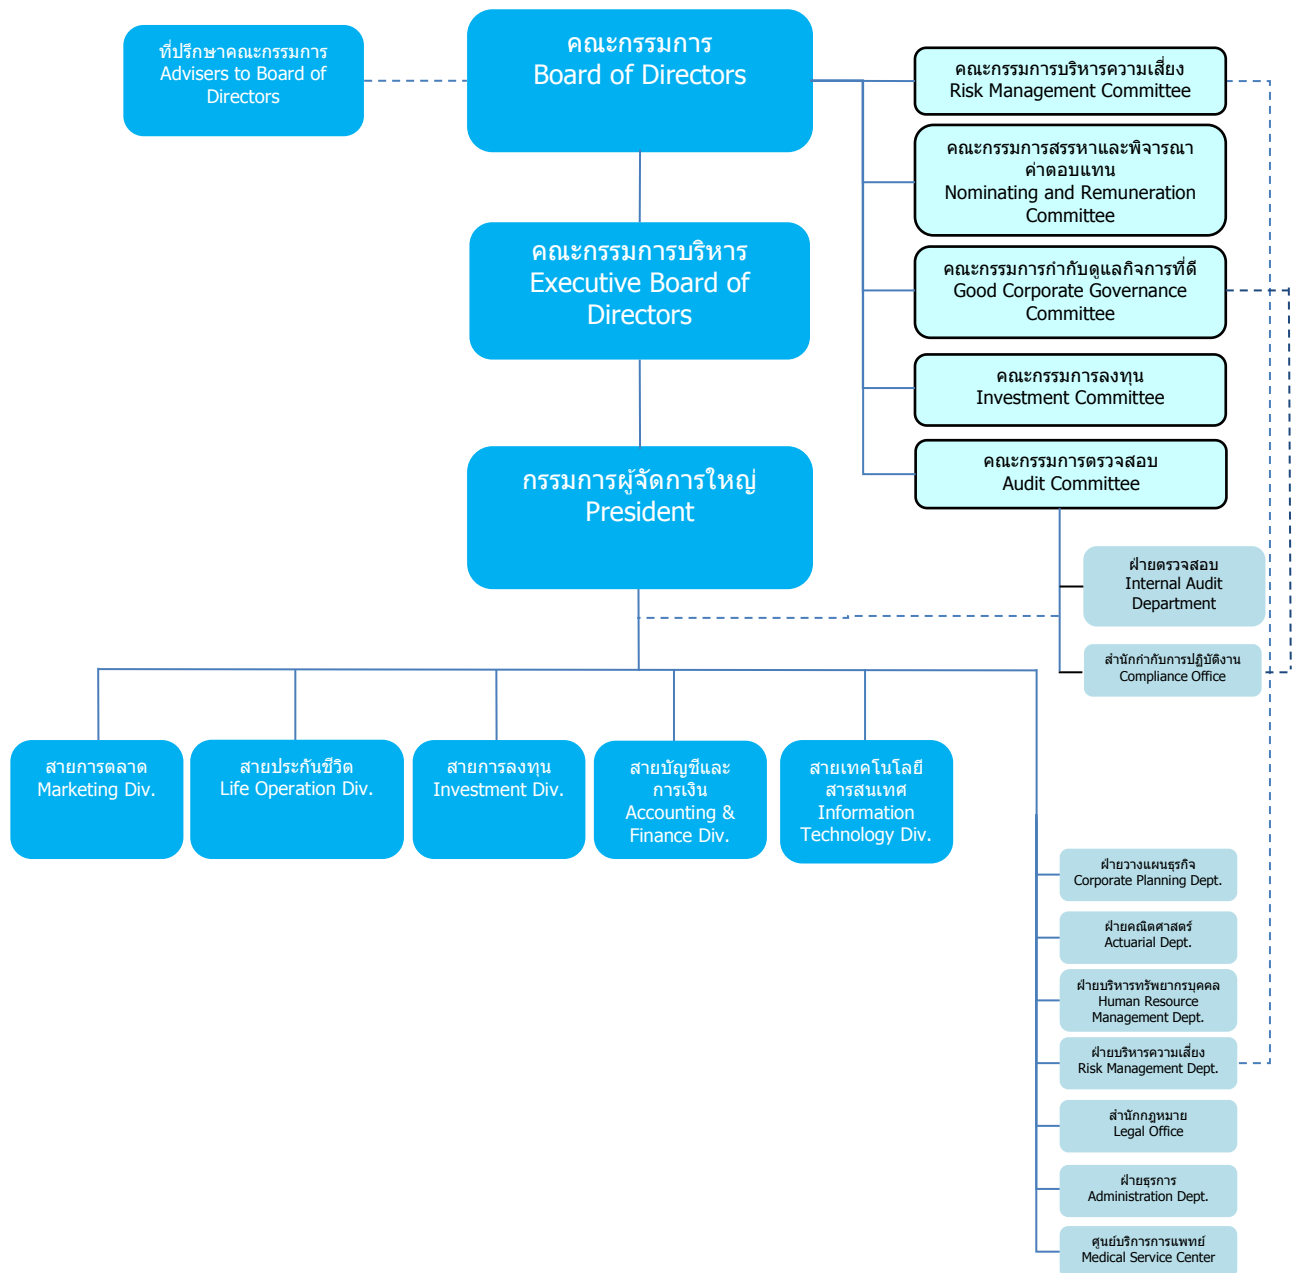 ที่ปรึกษาคณะกรรมการ
Advisers to Board of
Directors
คณะกรรมการ
Board of Directors
คณะกรรมการบริหารความเสี่ยง
Risk Management Committee
คณะกรรมการสรรหาและพิจารณา
ค่าตอบแทน
Nominating and Remuneration
Committee
คณะกรรมการบริหาร
Executive Board of
Directors
คณะกรรมการกำกับดูแลกิจการที่ดี
Good Corporate Governance
Committee
คณะกรรมการลงทุน
Investment Committee
กรรมการผู้จัดการใหญ่
President
คณะกรรมการตรวจสอบ
Audit Committee
ฝ่ายตรวจสอบ
Internal Audit
Department
สำนักกำกับการปฏิบัติงาน
Compliance Office
สายการตลาด
Marketing Div.
สายประกันชีวิต
Life Operation Div.
สายการลงทุน
Investment Div.
สายบัญชีและ
การเงิน
Accounting &
Finance Div.
สายเทคโนโลยี
สารสนเทศ
Information
Technology Div.
ฝ่ายวางแผนธุรกิจ
Corporate Planning Dept.
ฝ่ายคณิตศาสตร์
Actuarial Dept.
ฝ่ายบริหารทรัพยากรบุคคล
Human Resource
Management Dept.
ฝ่ายบริหารความเสี่ยง
Risk Management Dept.
สำนักกฎหมาย
Legal Office
ฝ่ายธุรการ
Administration Dept.
ศูนย์บริการการแพทย์
Medical Service Center